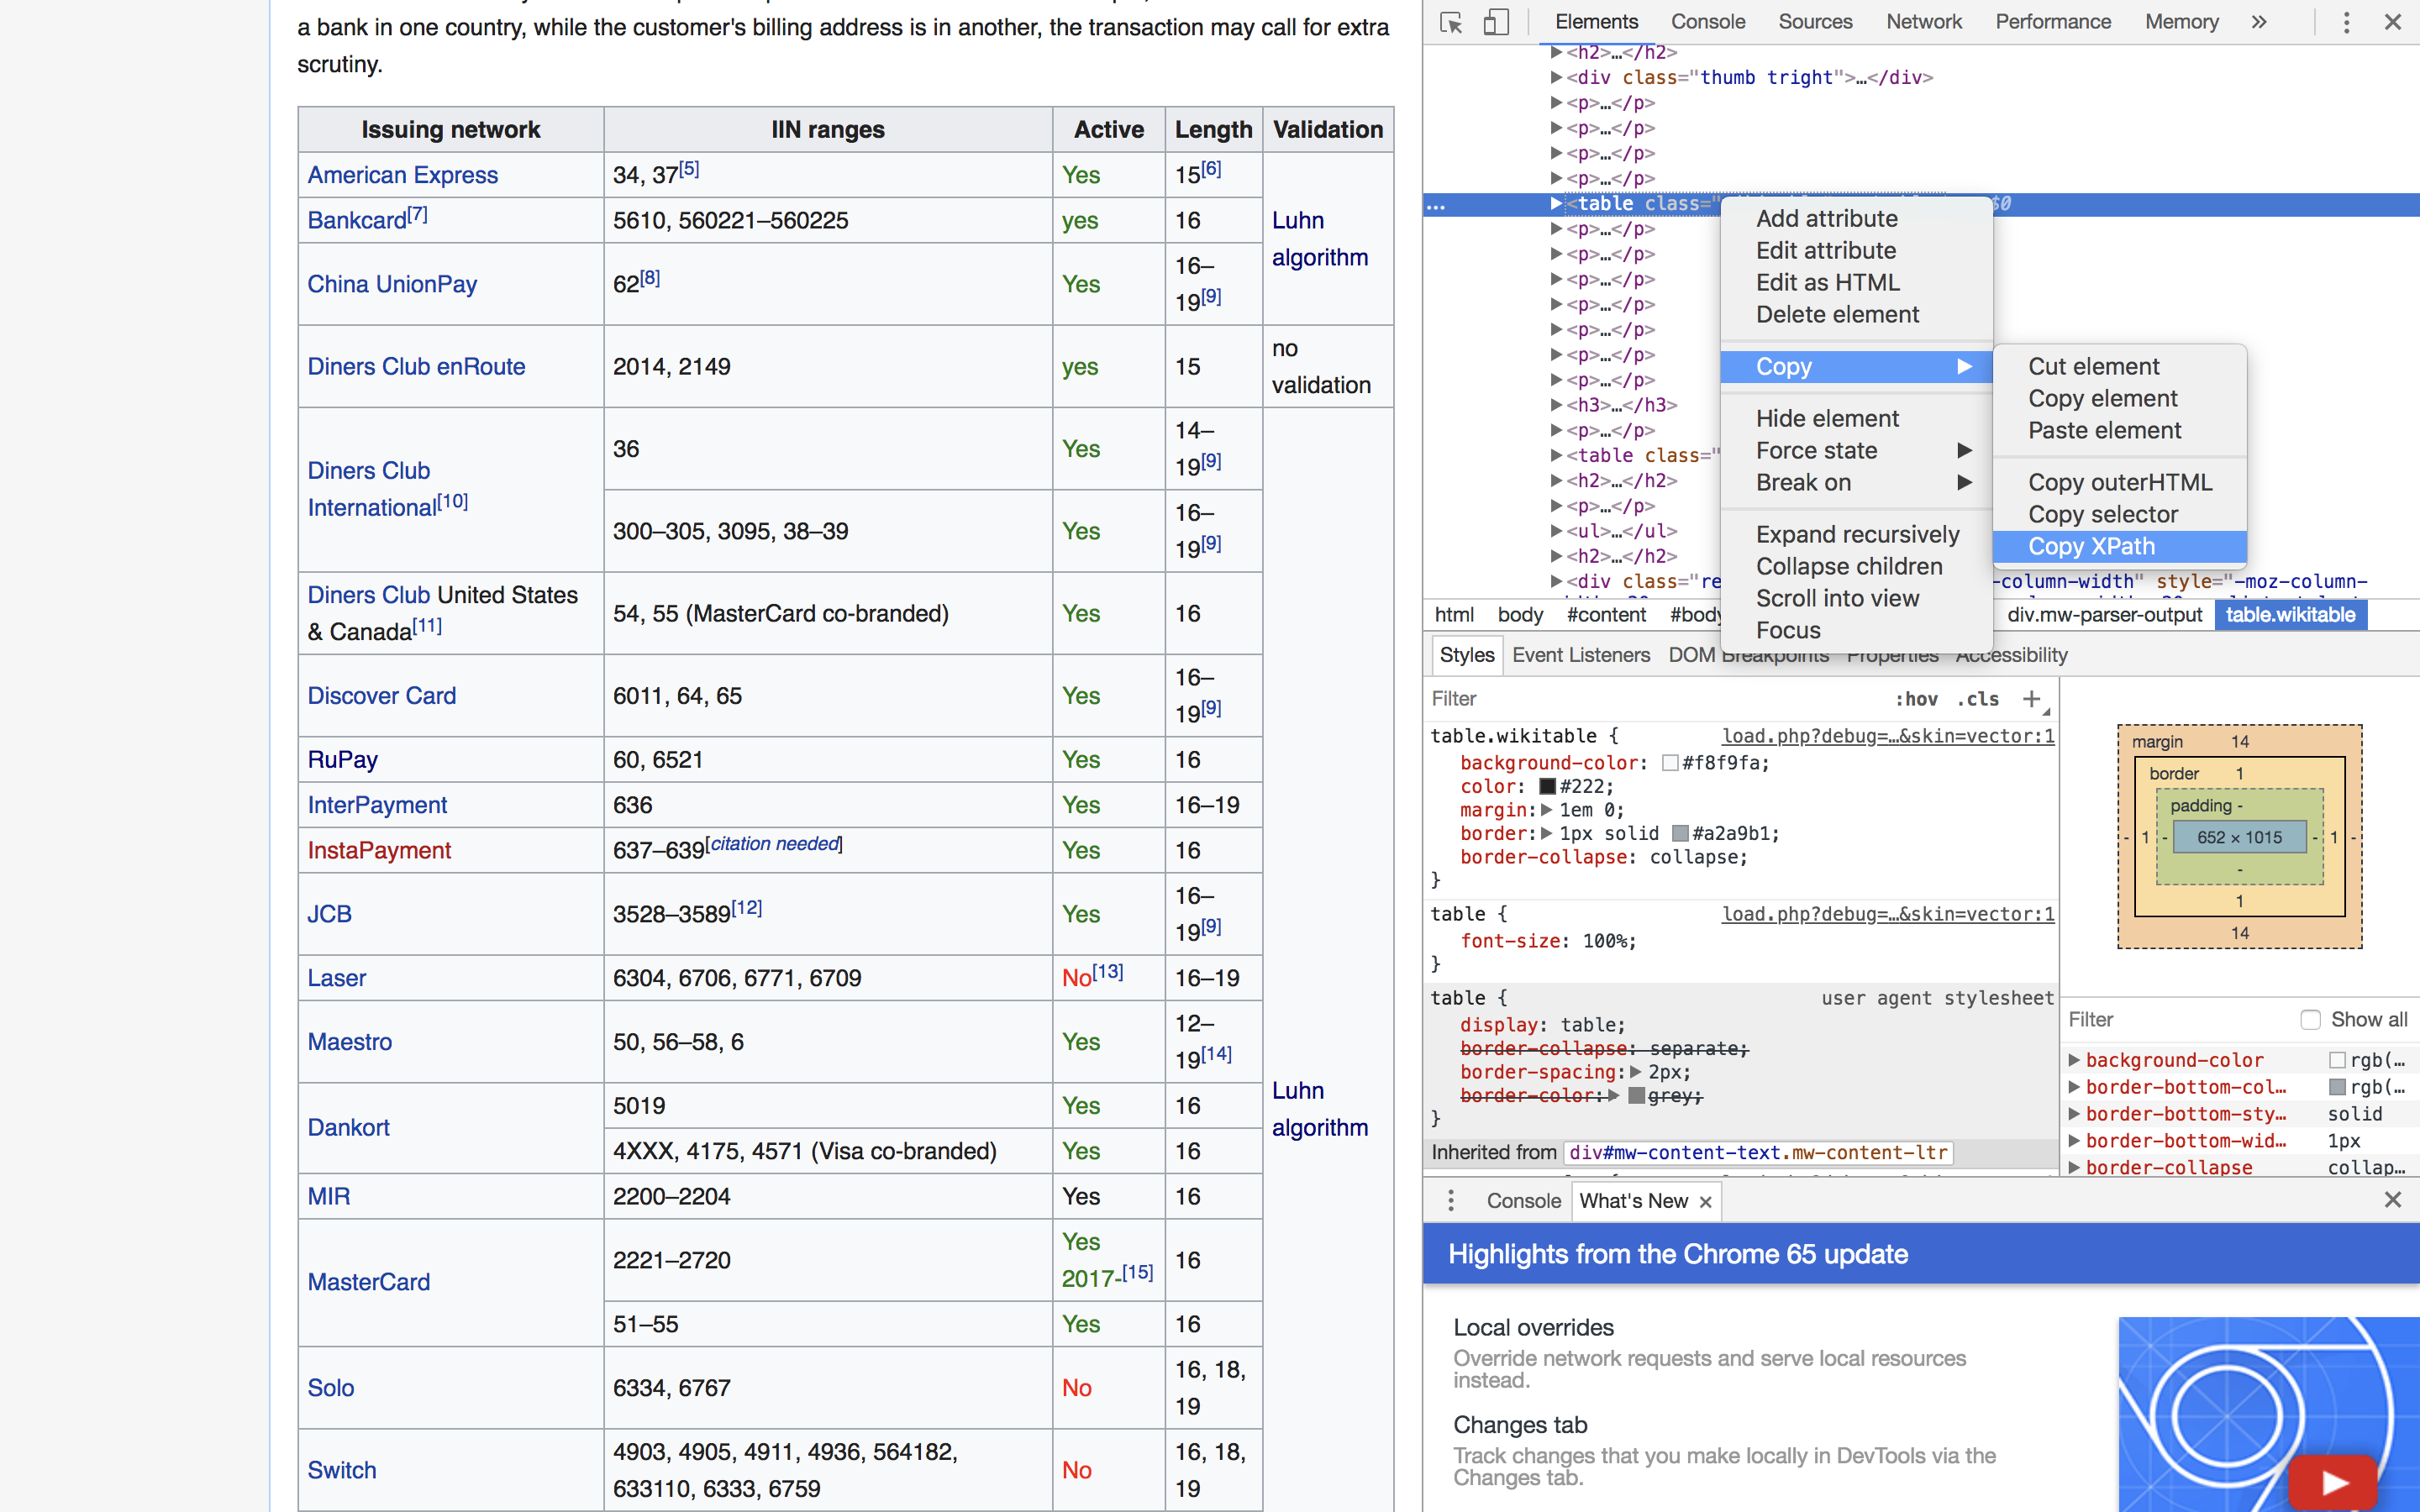 a bank in one country, while the customer's billing address is in another, the transaction may call for extra
scrutiny.
Issuing network IIN ranges Active Length Validation
American Express 34, 37[5] Yes 15[6]
Bankcard[7] 5610, 560221–560225 yes 16
Luhn
algorithm
China UnionPay 62[8] Yes 16–
19[9]
Diners Club enRoute 2014, 2149 yes 15 no
validation
Diners Club
International[10]
36 Yes 14–
19[9]
300–305, 3095, 38–39 Yes 16–
19[9]
Diners Club United States
& Canada[11]
54, 55 (MasterCard co-branded) Yes 16
Discover Card 6011, 64, 65 Yes 16–
19[9]
RuPay 60, 6521 Yes 16
InterPayment 636 Yes 16–19
InstaPayment 637–639[citation needed] Yes 16
JCB 3528–3589[12] Yes 16–
19[9]
Laser 6304, 6706, 6771, 6709 No[13] 16–19
Maestro 50, 56–58, 6 Yes 12–
19[14]
Luhn
algorithm
Dankort
5019 Yes 16
4XXX, 4175, 4571 (Visa co-branded) Yes 16
MIR 2200–2204 Yes 16
MasterCard
2221–2720 Yes
2017-[15]
16
51–55 Yes 16
Solo 6334, 6767 No 16, 18,
19
Switch 4903, 4905, 4911, 4936, 564182,
633110, 6333, 6759
No 16, 18,
19
Elements Console Sources Network Performance Memory »
<h2>…</h2>
<div class="thumb tright">…</div>
<p>…</p>
<p>…</p>
<p>…</p>
<p>…</p>
… <table class=" $0
<p>…</p>
<p>…</p>
<p>…</p>
<p>…</p>
<p>…</p>
<p>…</p>
<p>…</p>
<h3>…</h3>
<p>…</p>
<table class="
<h2>…</h2>
<p>…</p>
<ul>…</ul>
<h2>…</h2>
<div class="re -column-width" style="-moz-column-
Add attribute
Edit attribute
Edit as HTML
Delete element
Copy
Hide element
Force state
Break on
Expand recursively
Collapse children
Scroll into view
Focus
Cut element
Copy element
Paste element
Copy outerHTML
Copy selector
Copy XPath
html body #content #body div.mw-parser-output table.wikitable
Styles Event Listeners DOM Breakpoints Properties Accessibility
Filter :hov .cls +
table.wikitable { load.php?debug=…&skin=vector:1
background-color: #f8f9fa;
color: #222;
margin: 1em 0;
border: 1px solid #a2a9b1;
border-collapse: collapse;
}
table { load.php?debug=…&skin=vector:1
font-size: 100%;
}
table { user agent stylesheet
display: table;
border-collapse: separate;
border-spacing: 2px;
border-color: grey;
}
Inherited from div#mw-content-text.mw-content-ltr
margin 14
border 1
padding -
- 1 - 652 × 1015 - 1 -
-
1
14
Filter Show all
background-color rgb(…
border-bottom-col… rgb(…
border-bottom-sty… solid
border-bottom-wid… 1px
border-collapse collap…
Console What's New ×
Highlights from the Chrome 65 update
Local overrides
Override network requests and serve local resources
instead.
Changes tab
Track changes that you make locally in DevTools via the
Changes tab.